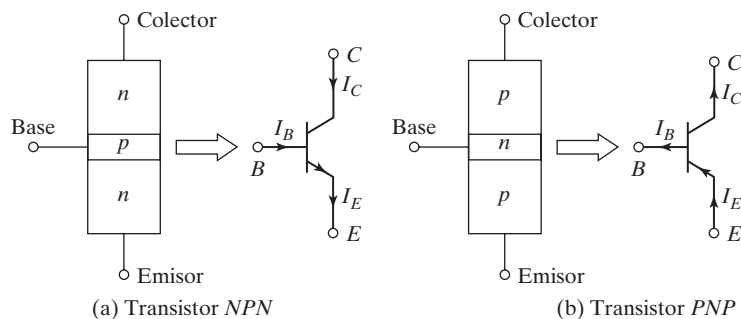 Colector
n
Base
p
n
Emisor
C
I_C
I_B
B
I_E
E
(a) Transistor NPN
Colector
p
Base
n
p
Emisor
C
I_C
I_B
B
I_E
E
(b) Transistor PNP